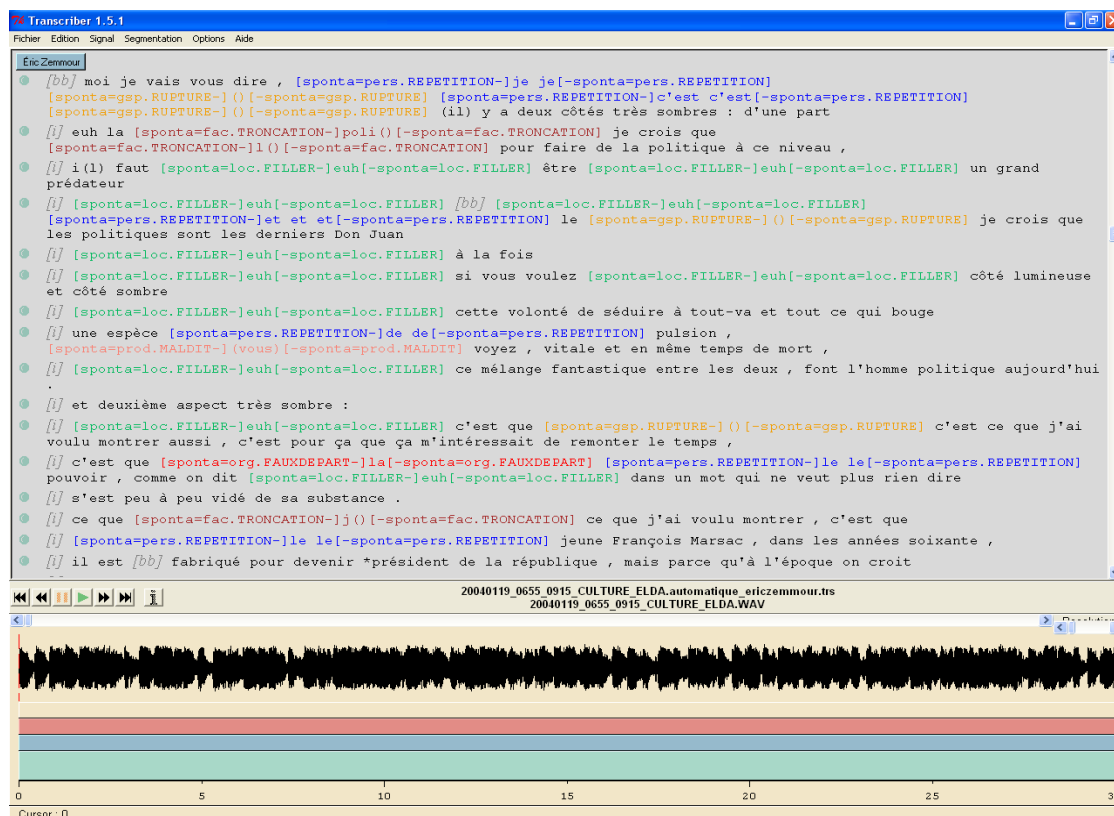 Transcriber 1.5.1
Fichier Edition Signal Segmentation Options Aide
Éric Zemmour
[bb] moi je vais vous dire , [sponta=pers.REPETITION-]je je[-sponta=pers.REPETITION]
[sponta=gsp.RUPTURE-]()[-sponta=gsp.RUPTURE] [sponta=pers.REPETITION-]c'est c'est[-sponta=pers.REPETITION]
[sponta=gsp.RUPTURE-]()[-sponta=gsp.RUPTURE] (il) y a deux côtés très sombres : d'une part
[i] euh la [sponta=fac.TRONCATION-]poli()[-sponta=fac.TRONCATION] je crois que
[sponta=fac.TRONCATION-]l()[-sponta=fac.TRONCATION] pour faire de la politique à ce niveau ,
[i] i(l) faut [sponta=loc.FILLER-]euh[-sponta=loc.FILLER] être [sponta=loc.FILLER-]euh[-sponta=loc.FILLER] un grand
prédateur
[i] [sponta=loc.FILLER-]euh[-sponta=loc.FILLER] [bb] [sponta=loc.FILLER-]euh[-sponta=loc.FILLER]
[sponta=pers.REPETITION-]et et et[-sponta=pers.REPETITION] le [sponta=gsp.RUPTURE-]()[-sponta=gsp.RUPTURE] je crois que
les politiques sont les derniers Don Juan
[i] [sponta=loc.FILLER-]euh[-sponta=loc.FILLER] à la fois
[i] [sponta=loc.FILLER-]euh[-sponta=loc.FILLER] si vous voulez [sponta=loc.FILLER-]euh[-sponta=loc.FILLER] côté lumineuse
et côté sombre
[i] [sponta=loc.FILLER-]euh[-sponta=loc.FILLER] cette volonté de séduire à tout-va et tout ce qui bouge
[i] une espèce [sponta=pers.REPETITION-]de de[-sponta=pers.REPETITION] pulsion ,
[sponta=prod.MALDIT-](vous)[-sponta=prod.MALDIT] voyez , vitale et en même temps de mort ,
[i] [sponta=loc.FILLER-]euh[-sponta=loc.FILLER] ce mélange fantastique entre les deux , font l'homme politique aujourd'hui
.
[i] et deuxième aspect très sombre :
[i] [sponta=loc.FILLER-]euh[-sponta=loc.FILLER] c'est que [sponta=gsp.RUPTURE-]()[-sponta=gsp.RUPTURE] c'est ce que j'ai
voulu montrer aussi , c'est pour ça que ça m'intéressait de remonter le temps ,
[i] c'est que [sponta=org.FAUXDEPART-]la[-sponta=org.FAUXDEPART] [sponta=pers.REPETITION-]le le[-sponta=pers.REPETITION]
pouvoir , comme on dit [sponta=loc.FILLER-]euh[-sponta=loc.FILLER] dans un mot qui ne veut plus rien dire
[i] s'est peu à peu vidé de sa substance .
[i] ce que [sponta=fac.TRONCATION-]j()[-sponta=fac.TRONCATION] ce que j'ai voulu montrer , c'est que
[i] [sponta=pers.REPETITION-]le le[-sponta=pers.REPETITION] jeune François Marsac , dans les années soixante ,
[i] il est [bb] fabriqué pour devenir *président de la république , mais parce qu'à l'époque on croit
20040119_0655_0915_CULTURE_ELDA.automatique_ericzemmour.trs
20040119_0655_0915_CULTURE_ELDA.WAV
0 5 10 15 20 25 3
Cursor : 0